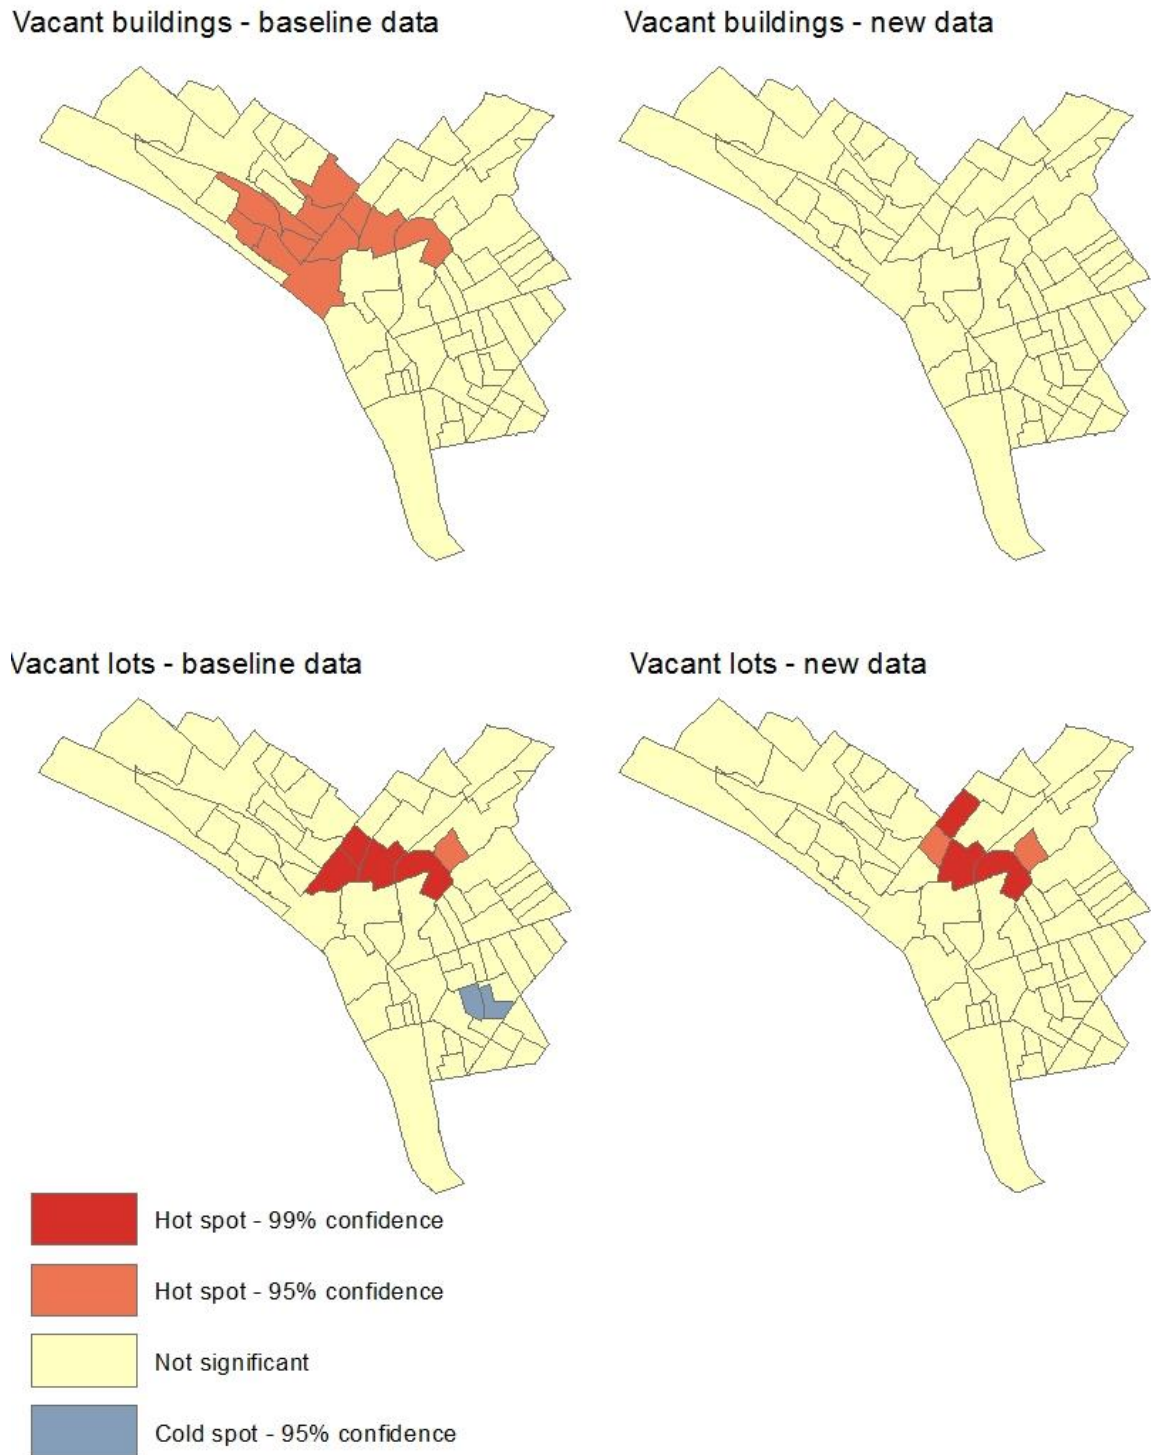 Vacant buildings - baseline data
Vacant buildings - new data
Vacant lots - baseline data
Vacant lots - new data
Hot spot - 99% confidence
Hot spot - 95% confidence
Not significant
Cold spot - 95% confidence